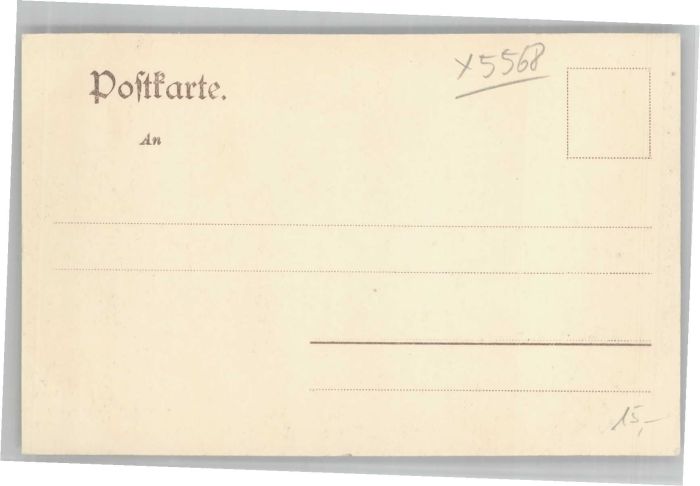 Postkarte.
x5568
An
15,-